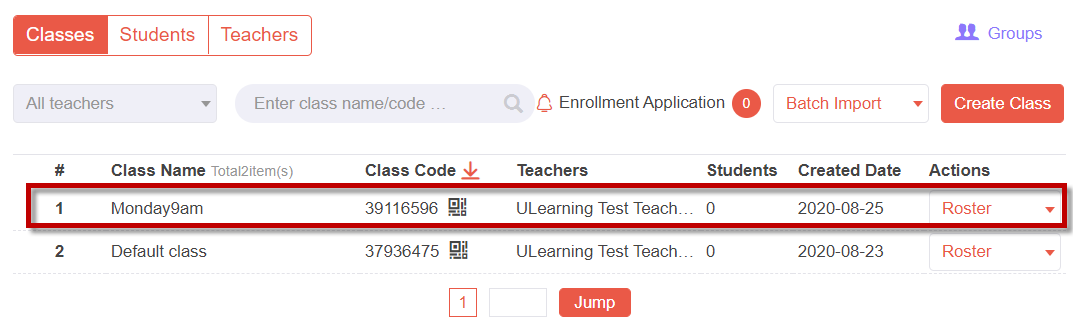 Classes Students Teachers Groups
All teachers Enter class name/code … Enrollment Application 0 Batch Import Create Class
# Class Name Total2item(s) Class Code Teachers Students Created Date Actions
1 Monday9am 39116596 ULearning Test Teach… 0 2020-08-25 Roster
2 Default class 37936475 ULearning Test Teach… 0 2020-08-23 Roster
1 Jump